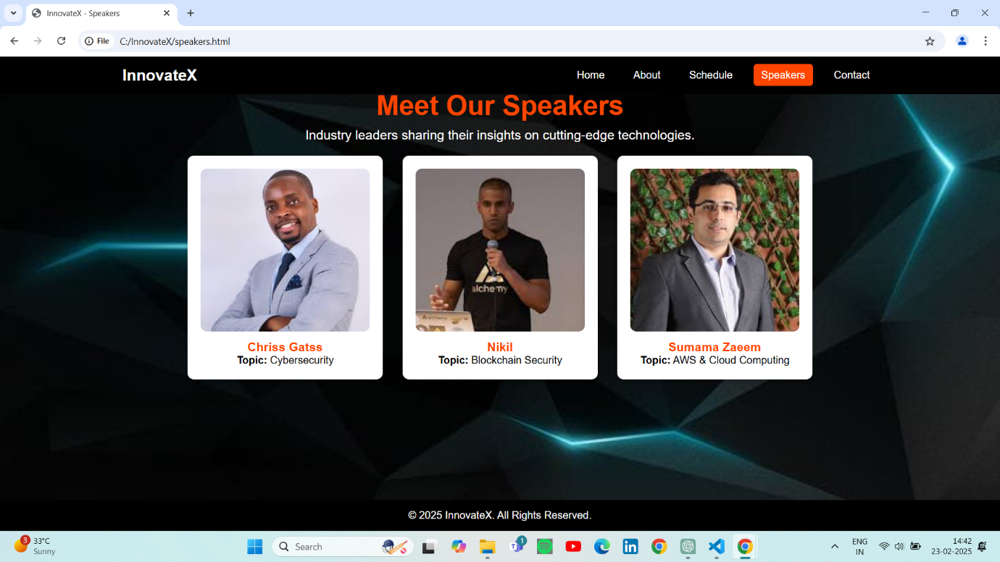 InnovateX - Speakers
File
C:/InnovateX/speakers.html
InnovateX
Home
About
Schedule
Speakers
Contact
Meet Our Speakers
Industry leaders sharing their insights on cutting-edge technologies.
alchemy
alchemy
Chriss Gatss
Topic: Cybersecurity
Nikil
Topic: Blockchain Security
Sumama Zaeem
Topic: AWS & Cloud Computing
© 2025 InnovateX. All Rights Reserved.
3
33°C
Sunny
Search
1
ENG
IN
14:42
23-02-2025